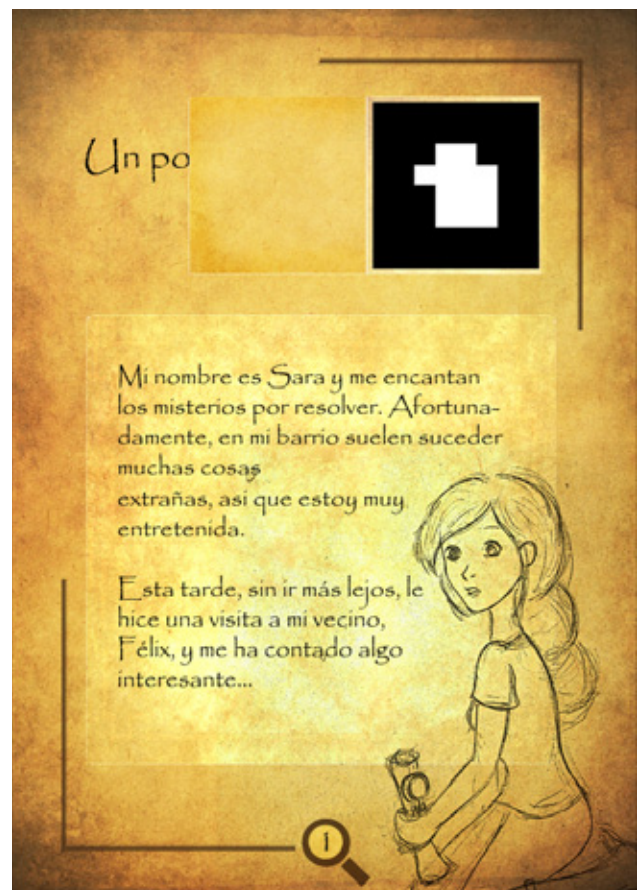 Un po
Mi nombre es Sara y me encantan
los misterios por resolver. Afortuna-
damente, en mi barrio suelen suceder
muchas cosas
extrañas, asi que estoy muy
entretenida.
Esta tarde, sin ir más lejos, le
hice una visita a mi vecino,
Félix, y me ha contado algo
interesante...
1